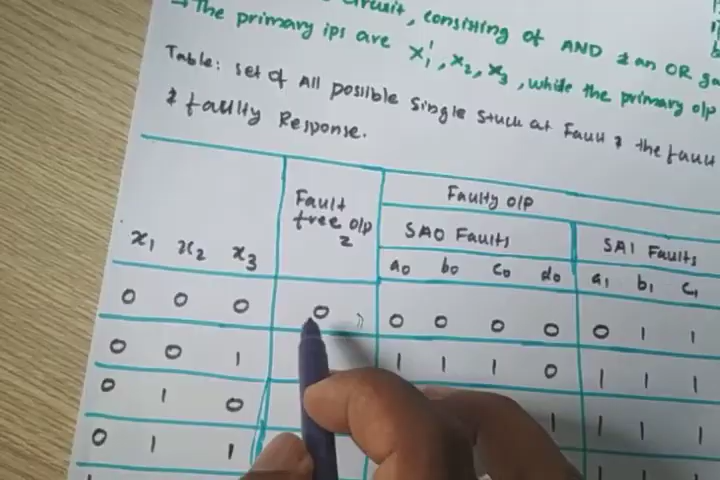 circuit, consisting of AND & an OR ga
→ The primary ips are x₁', x₂, x₃, while the primary o/p
Table: Set of All possible Single Stuck at Fault & the fault
& faulty Response.
x₁ x₂ x₃ Fault free o/p z Faulty o/p
SA0 Faults SA1 Faults
a₀ b₀ c₀ d₀ a₁ b₁ c₁
0 0 0 0 » 0 0 0 0 0 1 1
0 0 1 1 1 1 0 1 1 1
0 1 0 1 1 1 1
0 1 1 1 1